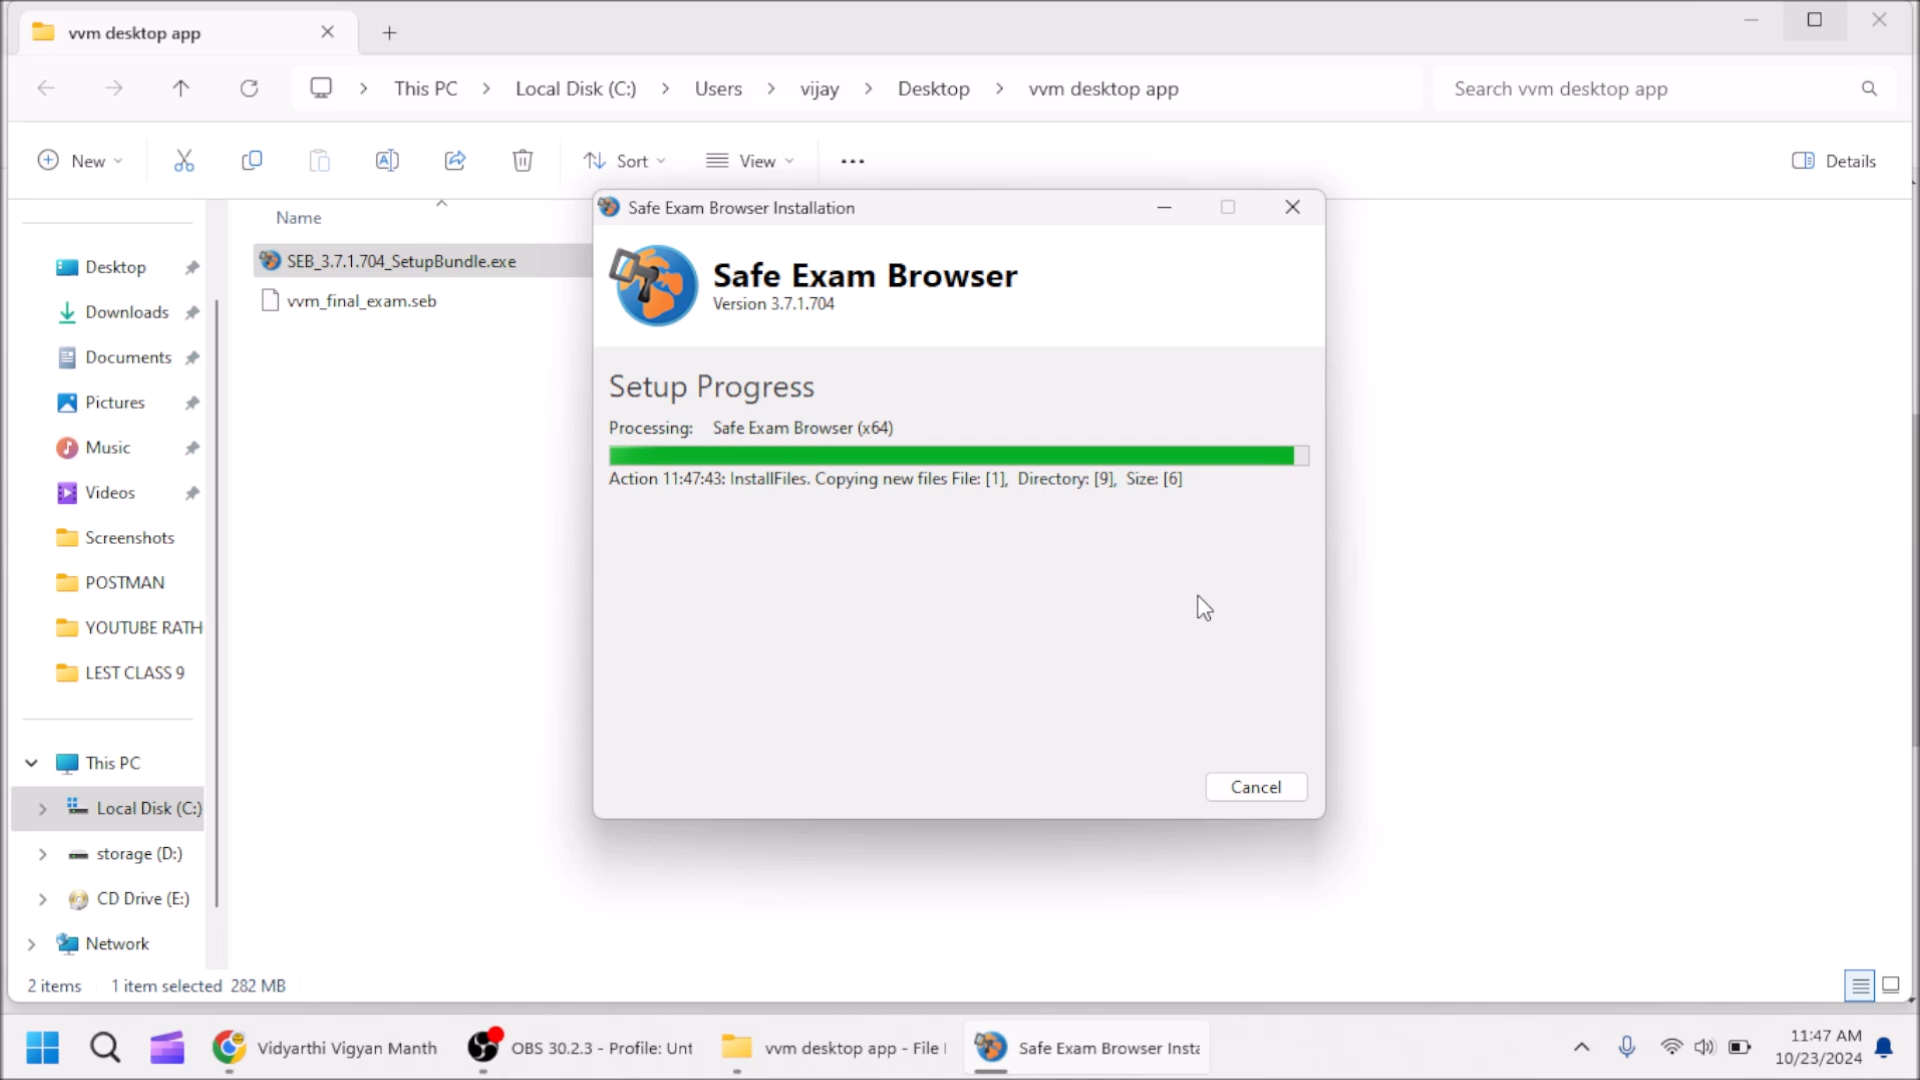 vvm desktop app
This PC
Local Disk (C:)
Users
vijay
Desktop
vvm desktop app
Search vvm desktop app
New
Sort
View
Details
Name
SEB_3.7.1.704_SetupBundle.exe
vvm_final_exam.seb
Desktop
Downloads
Documents
Pictures
Music
Videos
Screenshots
POSTMAN
YOUTUBE RATH
LEST CLASS 9
This PC
Local Disk (C:)
storage (D:)
CD Drive (E:)
Network
Safe Exam Browser Installation
Safe Exam Browser
Version 3.7.1.704
Setup Progress
Processing: Safe Exam Browser (x64)
Action 11:47:43: InstallFiles. Copying new files File: [1], Directory: [9], Size: [6]
Cancel
2 items 1 item selected 282 MB
Vidyarthi Vigyan Manth
OBS 30.2.3 - Profile: Unt
vvm desktop app - File
Safe Exam Browser Insta
11:47 AM
10/23/2024